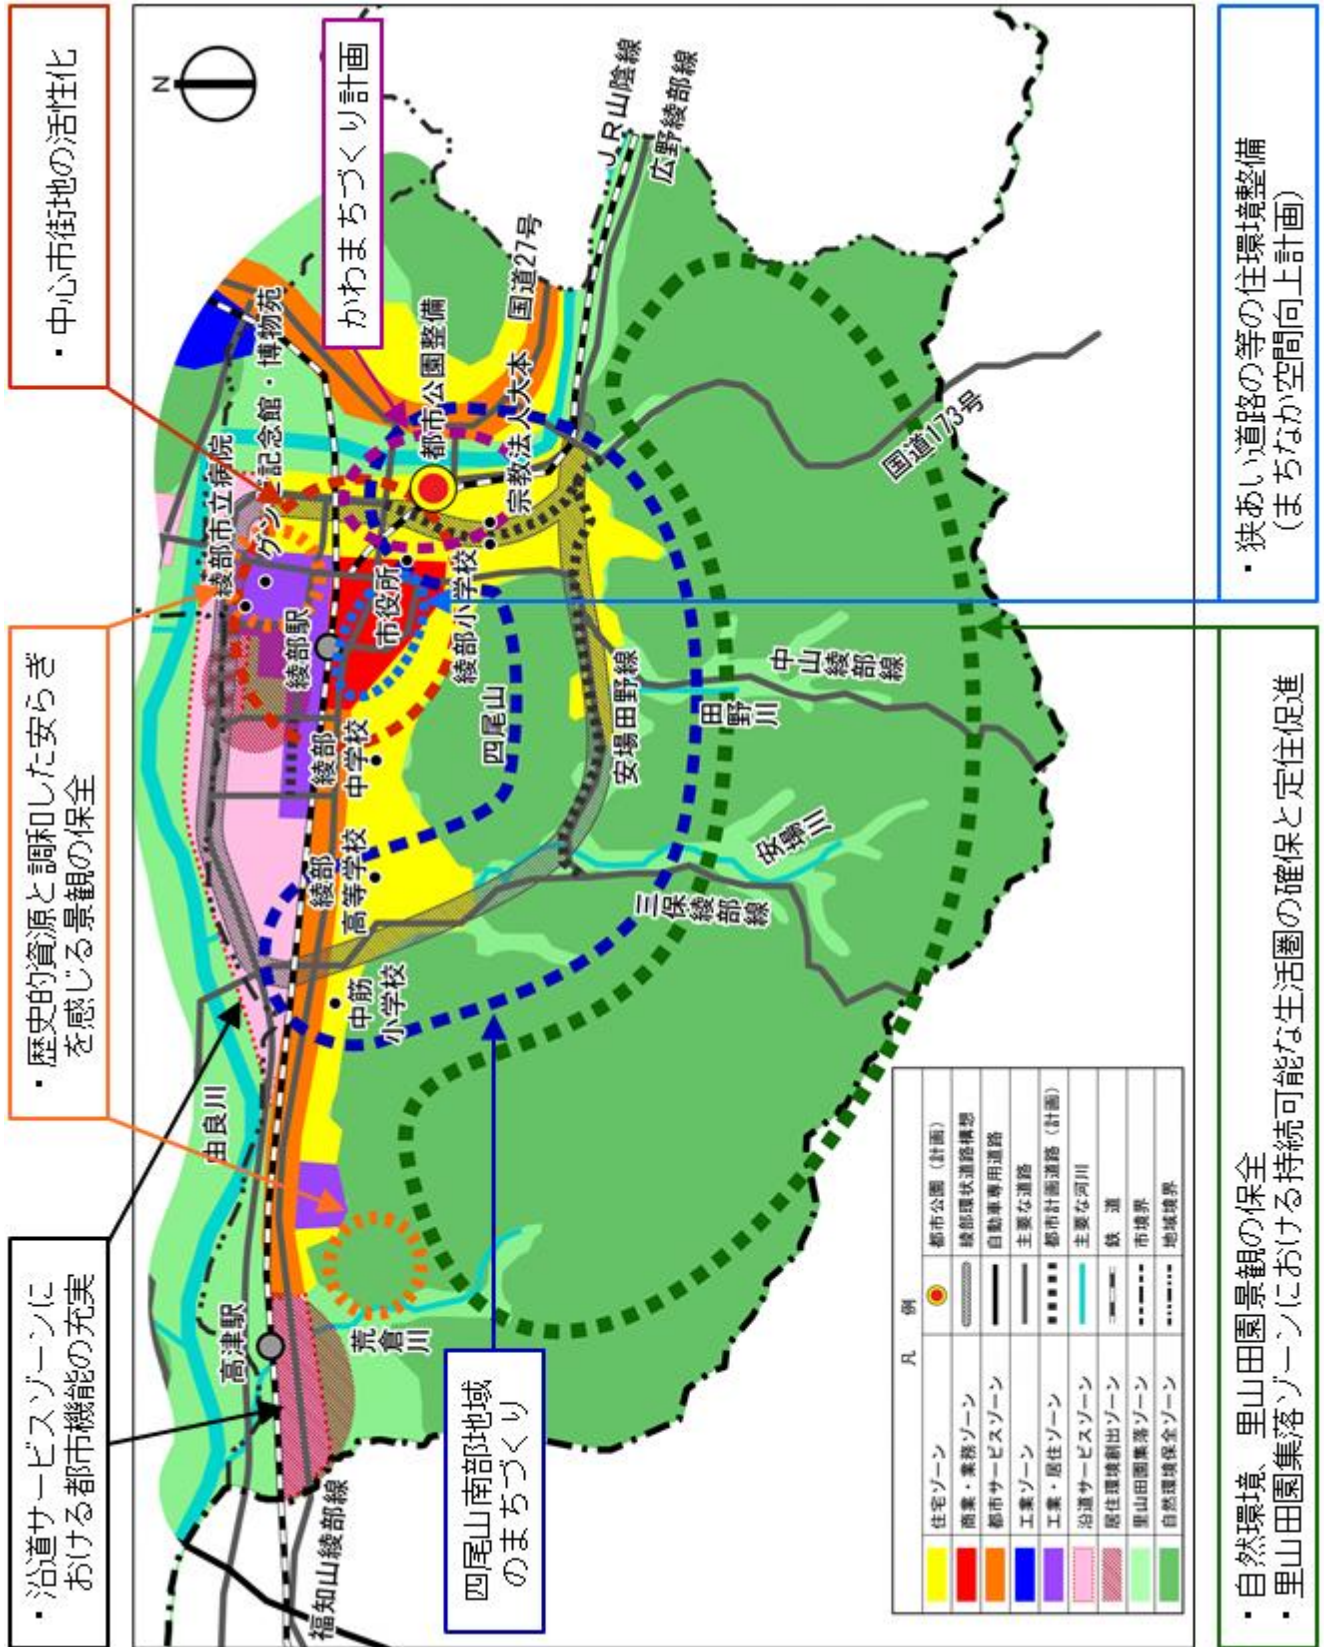 ・沿道サービスゾーンに
おける都市機能の充実
・歴史的資源と調和した安らぎ
を感じる景観の保全
・中心市街地の活性化
かわまちづくり計画
N
由良川
高津駅
福知山綾部線
荒倉川
中筋
小学校
綾部
高等学校
綾部
中学校
綾部駅
綾部市立病院
グンゼ記念館・博物苑
市役所
綾部小学校
四尾山
都市公園整備
宗教法人大本
国道27号
JR山陰線
広野綾部線
安場田野線
田野川
中山綾部線
三保綾部線
安場川
国道173号
四尾山南部地域
のまちづくり
凡 例
住宅ゾーン
商業・業務ゾーン
都市サービスゾーン
工業ゾーン
工業・居住ゾーン
沿道サービスゾーン
居住環境創出ゾーン
里山田園集落ゾーン
自然環境保全ゾーン
都市公園（計画）
綾部環状道路構想
自動車専用道路
主要な道路
都市計画道路（計画）
主要な河川
鉄 道
市境界
地域境界
・自然環境、里山田園景観の保全
・里山田園集落ゾーンにおける持続可能な生活圏の確保と定住促進
・狭あい道路の等の住環境整備
（まちなか空間向上計画）